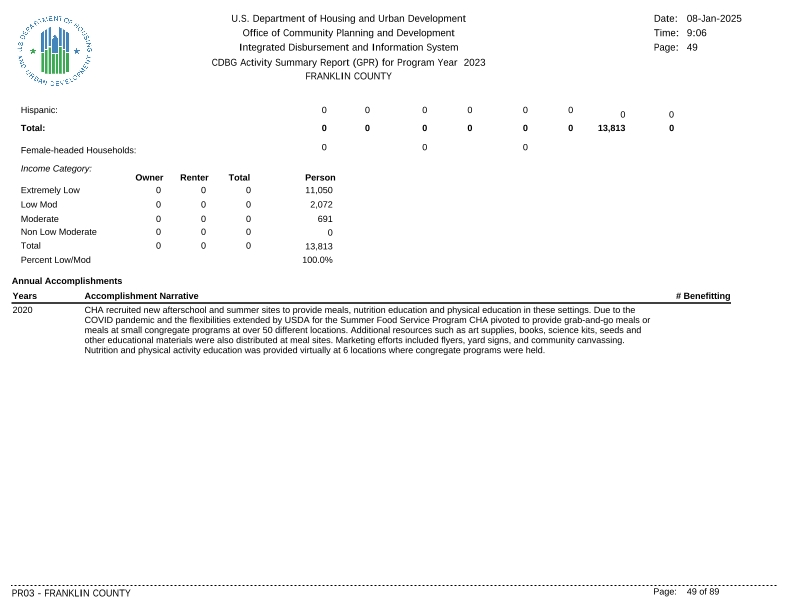 U.S. DEPARTMENT OF HOUSING AND URBAN DEVELOPMENT
U.S. Department of Housing and Urban Development
Office of Community Planning and Development
Integrated Disbursement and Information System
CDBG Activity Summary Report (GPR) for Program Year 2023
FRANKLIN COUNTY
Date: 08-Jan-2025
Time: 9:06
Page: 49
Hispanic: 0 0 0 0 0 0 0 0
Total: 0 0 0 0 0 0 13,813 0
Female-headed Households: 0 0 0
Income Category:
Owner Renter Total Person
Extremely Low 0 0 0 11,050
Low Mod 0 0 0 2,072
Moderate 0 0 0 691
Non Low Moderate 0 0 0 0
Total 0 0 0 13,813
Percent Low/Mod 100.0%
Annual Accomplishments
Years Accomplishment Narrative # Benefitting
2020 CHA recruited new afterschool and summer sites to provide meals, nutrition education and physical education in these settings. Due to the
COVID pandemic and the flexibilities extended by USDA for the Summer Food Service Program CHA pivoted to provide grab-and-go meals or
meals at small congregate programs at over 50 different locations. Additional resources such as art supplies, books, science kits, seeds and
other educational materials were also distributed at meal sites. Marketing efforts included flyers, yard signs, and community canvassing.
Nutrition and physical activity education was provided virtually at 6 locations where congregate programs were held.
PR03 - FRANKLIN COUNTY Page: 49 of 89